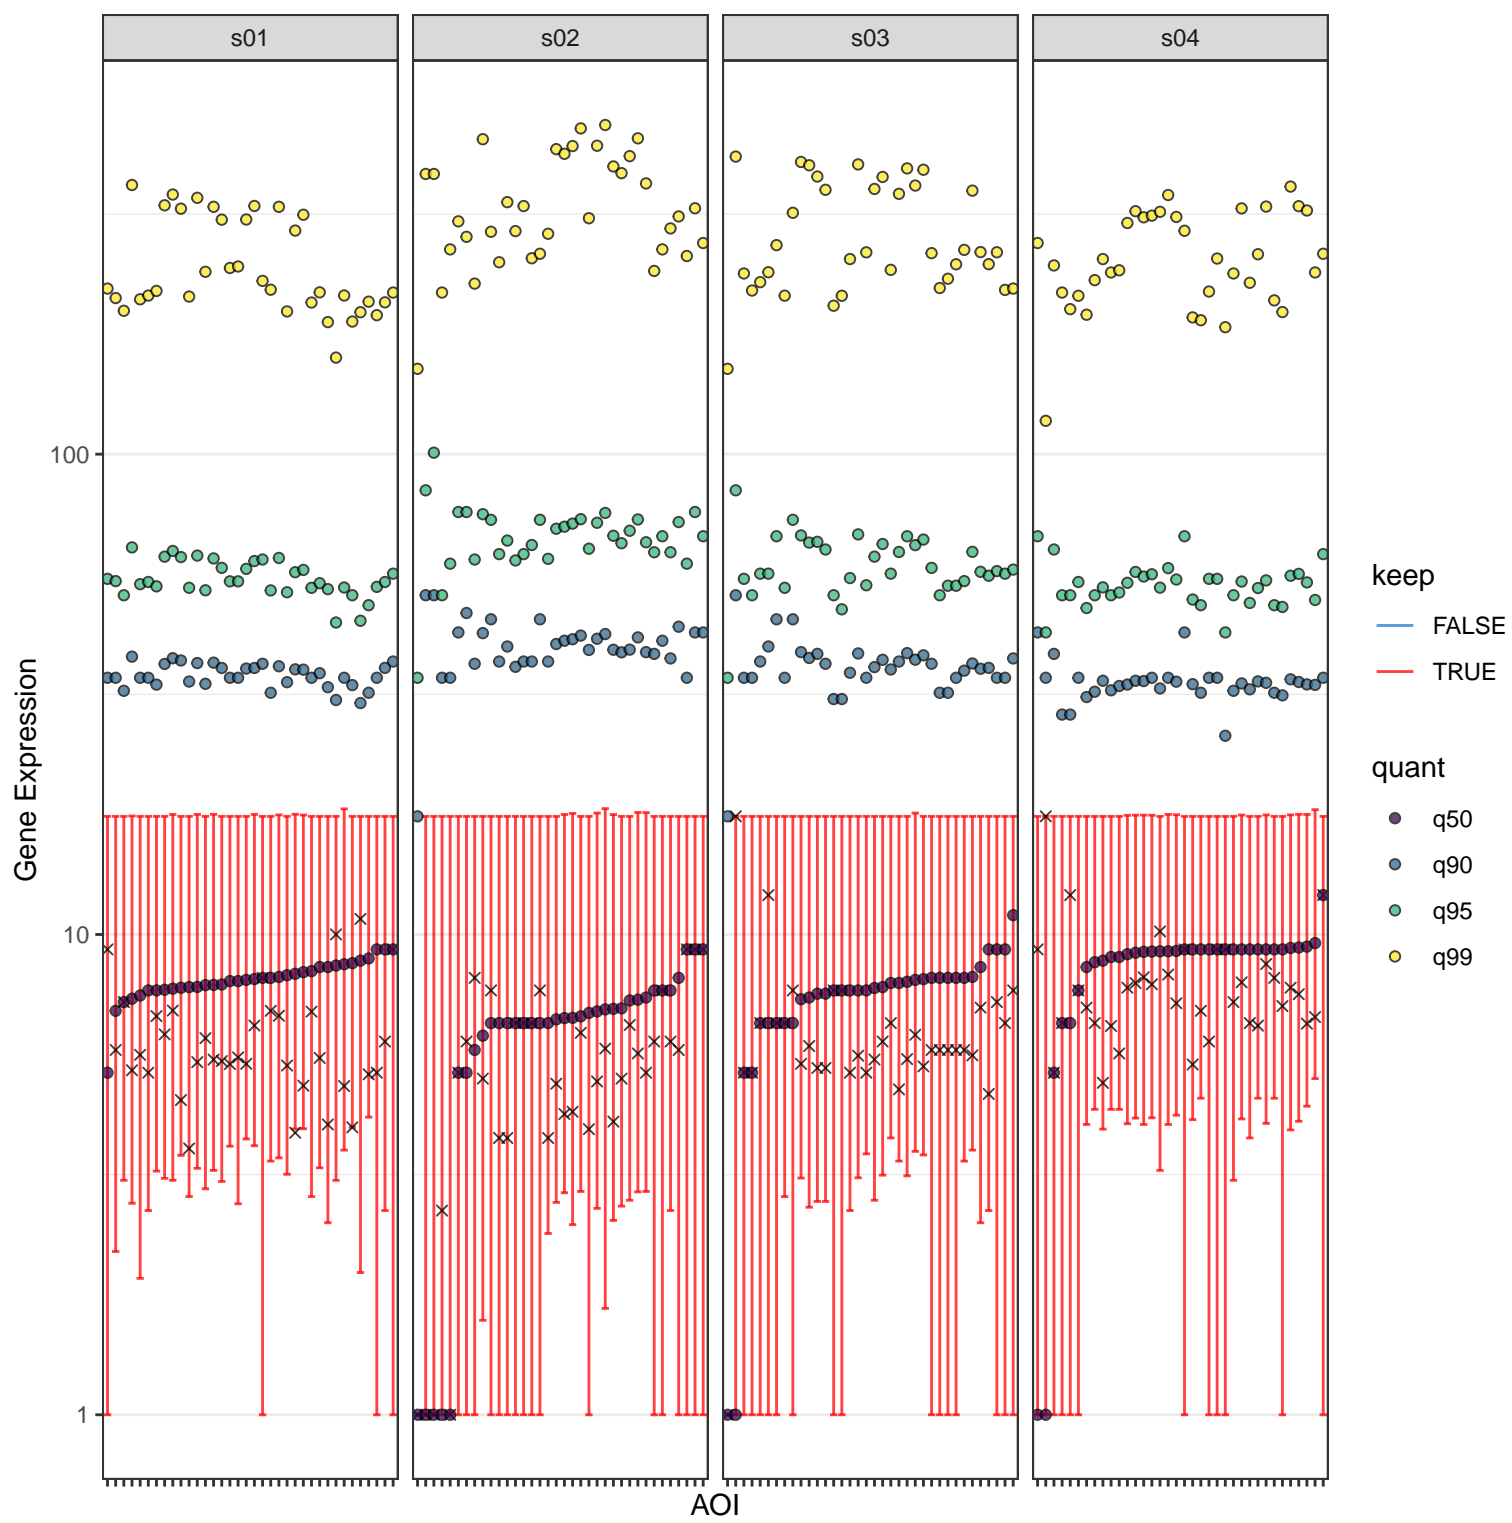 s01 s02 s03 s04
Gene Expression
100
10
1
AOI
keep
FALSE
TRUE
quant
q50
q90
q95
q99